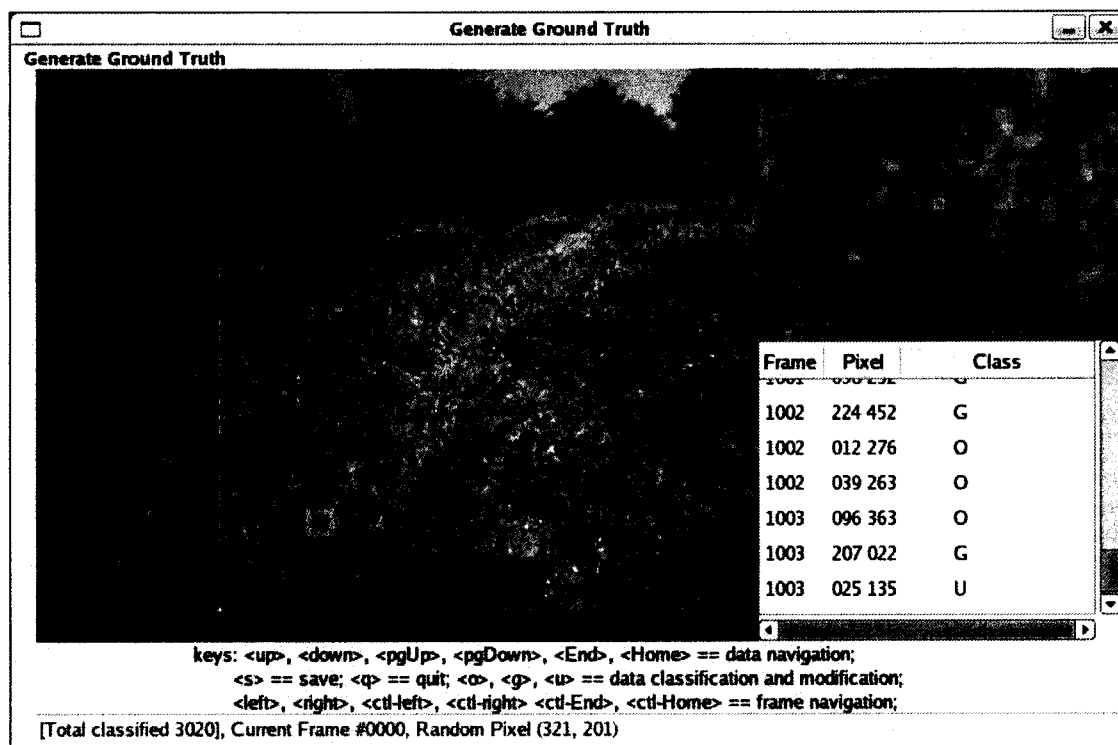 Generate Ground Truth
Generate Ground Truth
Frame Pixel Class
1002 224 452 G
1002 012 276 O
1002 039 263 O
1003 096 363 O
1003 207 022 G
1003 025 135 U
keys: <up>, <down>, <pgUp>, <pgDown>, <End>, <Home> == data navigation;
<s> == save; <q> == quit; <o>, <g>, <u> == data classification and modification;
<left>, <right>, <ctl-left>, <ctl-right> <ctl-End>, <ctl-Home> == frame navigation;
[Total classified 3020], Current Frame #0000, Random Pixel (321, 201)